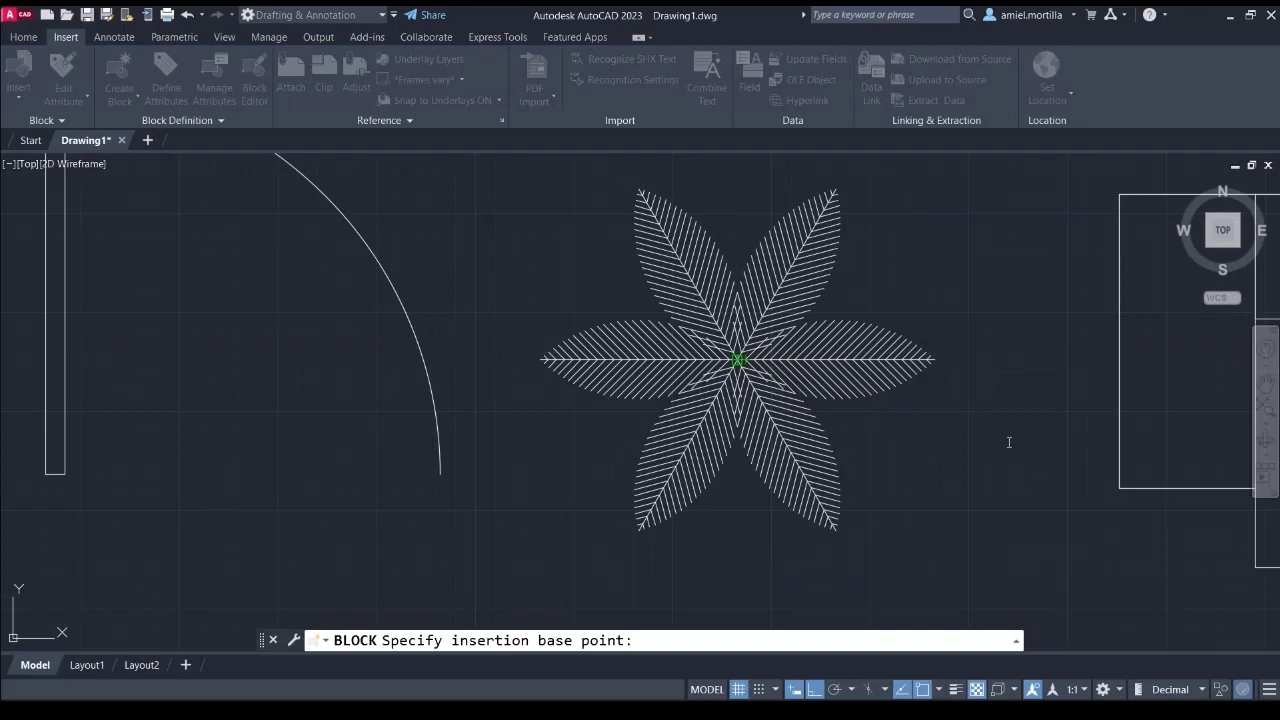 CAD
Drafting & Annotation
Share
Autodesk AutoCAD 2023 Drawing1.dwg
Type a keyword or phrase
amiel.mortilla
Home Insert Annotate Parametric View Manage Output Add-ins Collaborate Express Tools Featured Apps
Insert
Edit Attribute
Create Block
Define Attributes
Manage Attributes
Block Editor
Attach
Clip
Adjust
Underlay Layers
*Frames vary*
Snap to Underlays ON
PDF Import
Recognize SHX Text
Recognition Settings
Combine Text
Field
Update Fields
OLE Object
Hyperlink
Data Link
Download from Source
Upload to Source
Extract Data
Set Location
Block
Block Definition
Reference
Import
Data
Linking & Extraction
Location
Start
Drawing1*
[−][Top][2D Wireframe]
N
W TOP E
S
WCS
Y
X
BLOCK Specify insertion base point:
Model Layout1 Layout2
MODEL
1:1
Decimal